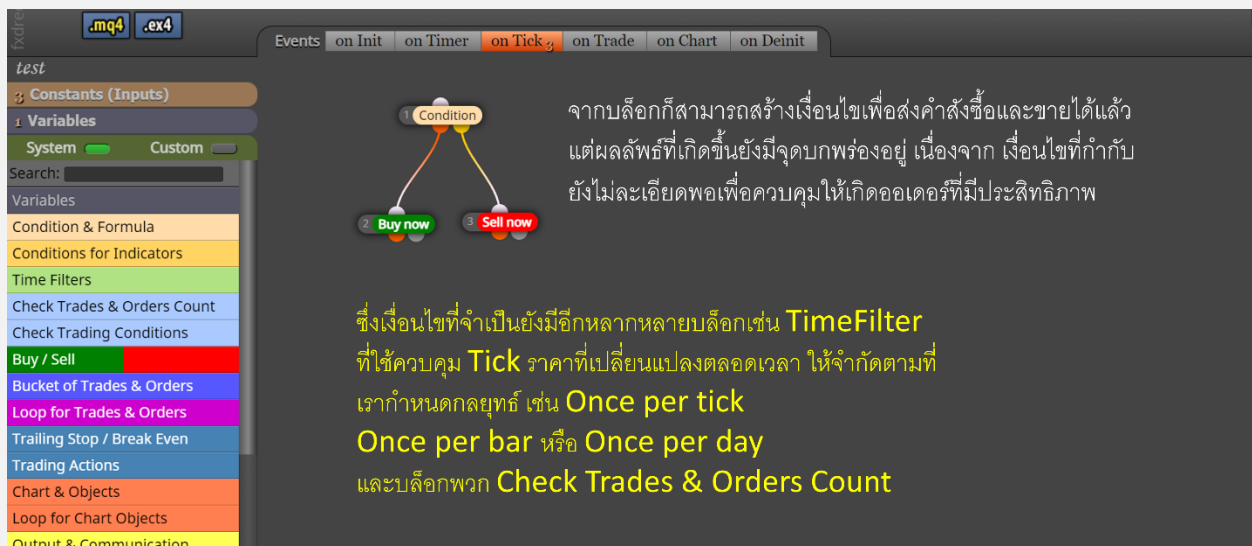 fxdre
.mq4 .ex4
Events on Init on Timer on Tick 3 on Trade on Chart on Deinit
test
3 Constants (Inputs)
1 Variables
System Custom
Search:
Variables
Condition & Formula
Conditions for Indicators
Time Filters
Check Trades & Orders Count
Check Trading Conditions
Buy / Sell
Bucket of Trades & Orders
Loop for Trades & Orders
Trailing Stop / Break Even
Trading Actions
Chart & Objects
Loop for Chart Objects
Output & Communication
1 Condition
2 Buy now
3 Sell now
จากบล็อกก็สามารถสร้างเงื่อนไขเพื่อส่งคำสั่งซื้อและขายได้แล้ว
แต่ผลลัพธ์ที่เกิดขึ้นยังมีจุดบกพร่องอยู่ เนื่องจาก เงื่อนไขที่กำกับ
ยังไม่ละเอียดพอเพื่อควบคุมให้เกิดออเดอร์ที่มีประสิทธิภาพ
ซึ่งเงื่อนไขที่จำเป็นยังมีอีกหลากหลายบล็อกเช่น TimeFilter
ที่ใช้ควบคุม Tick ราคาที่เปลี่ยนแปลงตลอดเวลา ให้จำกัดตามที่
เรากำหนดกลยุทธ์ เช่น Once per tick
Once per bar หรือ Once per day
และบล็อกพวก Check Trades & Orders Count